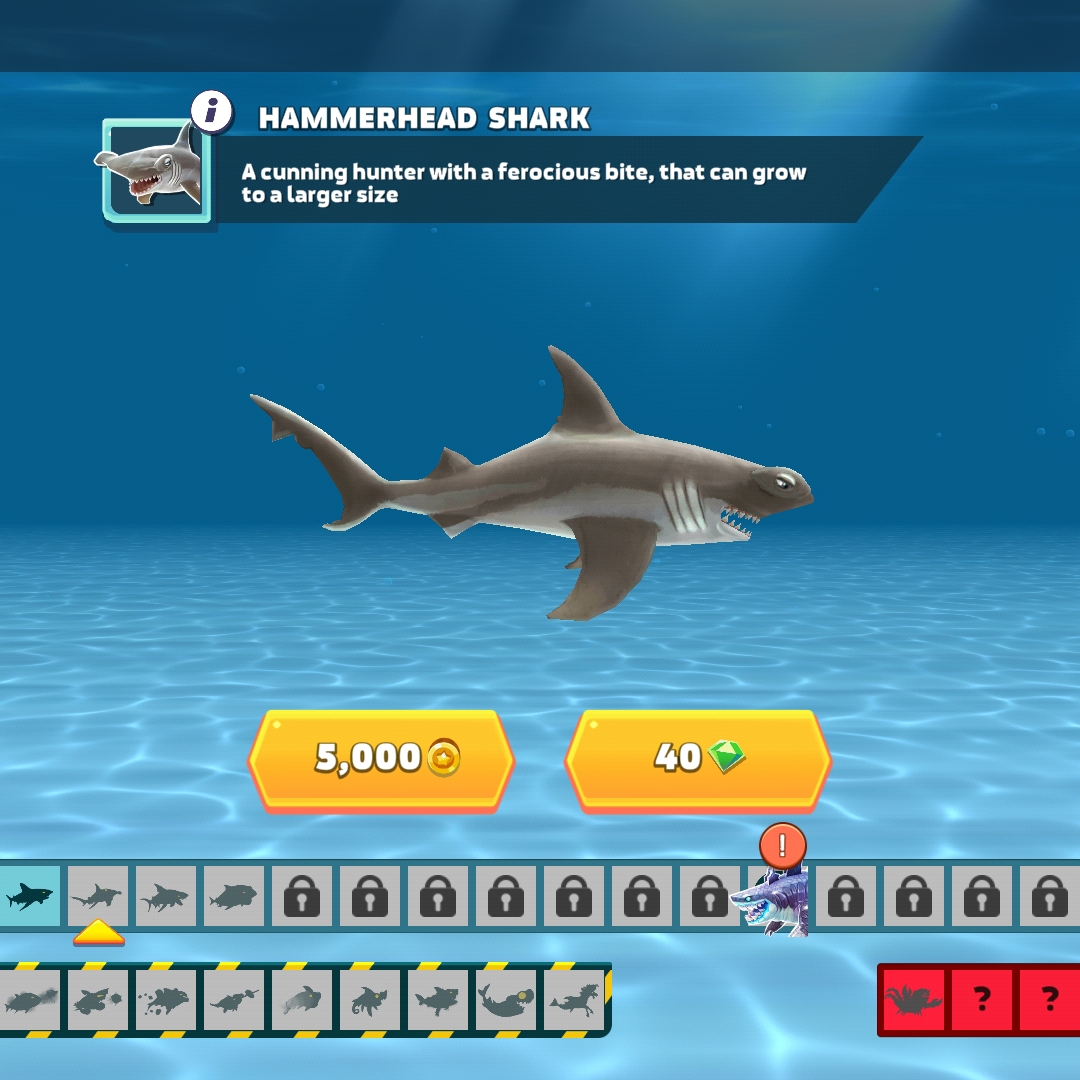 i
HAMMERHEAD SHARK
A cunning hunter with a ferocious bite, that can grow
to a larger size
5,000
40
!
?
?